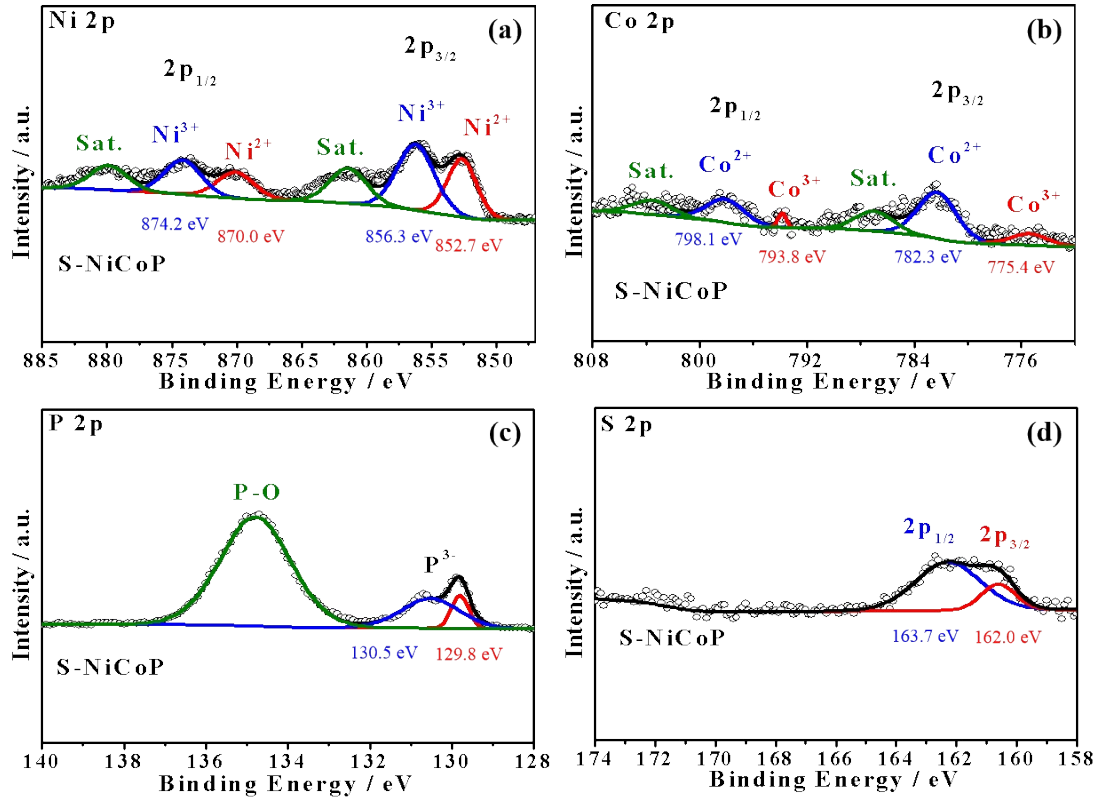 Ni 2p
(a)
2p1/2
2p3/2
Sat.
Ni3+
Ni2+
Sat.
Ni3+
Ni2+
874.2 eV
870.0 eV
856.3 eV
852.7 eV
S-NiCoP
Intensity / a.u.
885 880 875 870 865 860 855 850
Binding Energy / eV
Co 2p
(b)
2p1/2
2p3/2
Sat.
Co2+
Co3+
Sat.
Co2+
Co3+
798.1 eV
793.8 eV
782.3 eV
775.4 eV
S-NiCoP
Intensity / a.u.
808 800 792 784 776
Binding Energy / eV
P 2p
(c)
P-O
P3-
130.5 eV
129.8 eV
S-NiCoP
Intensity / a.u.
140 138 136 134 132 130 128
Binding Energy / eV
S 2p
(d)
2p1/2
2p3/2
163.7 eV
162.0 eV
S-NiCoP
Intensity / a.u.
174 172 170 168 166 164 162 160 158
Binding Energy / eV